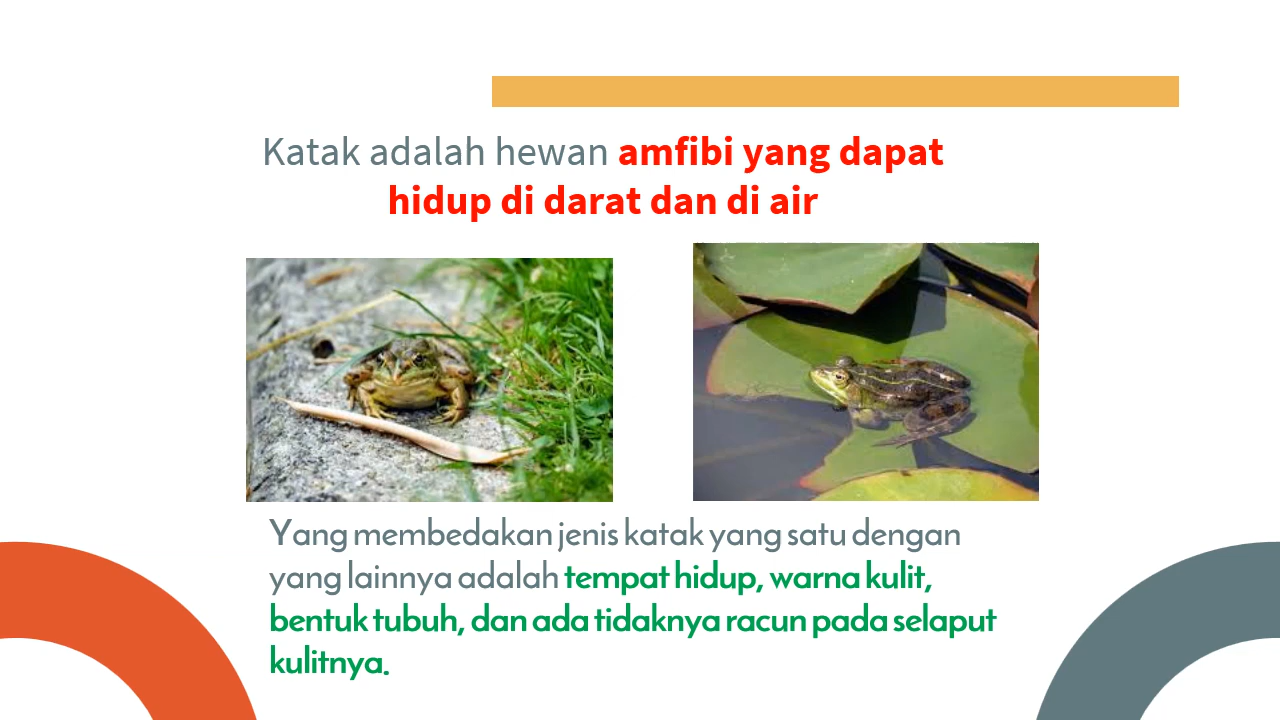 Katak adalah hewan amfibi yang dapat
hidup di darat dan di air
Yang membedakan jenis katak yang satu dengan
yang lainnya adalah tempat hidup, warna kulit,
bentuk tubuh, dan ada tidaknya racun pada selaput
kulitnya.